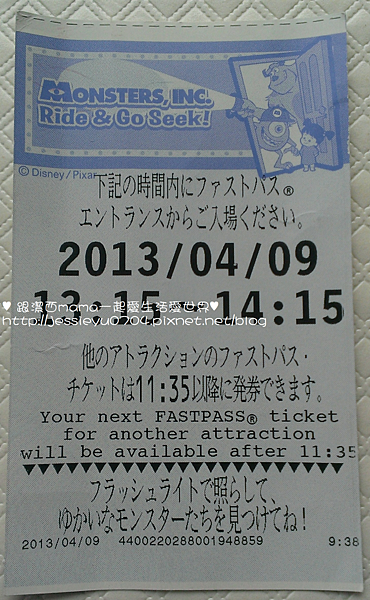 MONSTERS, INC.
Ride & Go Seek!
© Disney/Pixar
下記の時間内にファストパス®
エントランスからご入場ください。
2013/04/09
13:15-14:15
♥ 跟潔西mama一起愛生活愛世界♥
http://jessieyu0204.pixnet.net/blog
他のアトラクションのファストパス・
チケットは11:35以降に発券できます。
Your next FASTPASS® ticket
for another attraction
will be available after 11:35
フラッシュライトで照らして、
ゆかいなモンスターたちを見つけてね!
2013/04/09 4400220288001948859 9:38